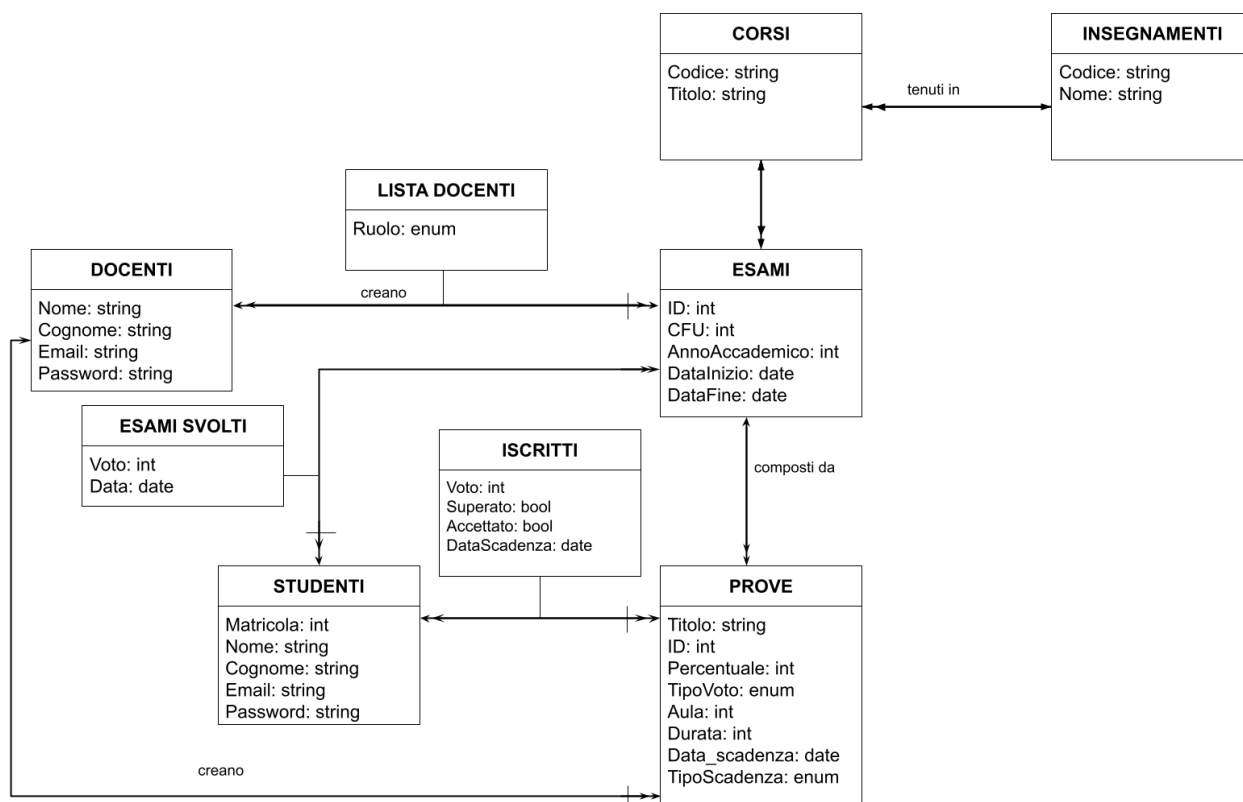 CORSI
Codice: string
Titolo: string
INSEGNAMENTI
Codice: string
Nome: string
tenuti in
LISTA DOCENTI
Ruolo: enum
DOCENTI
Nome: string
Cognome: string
Email: string
Password: string
creano
ESAMI
ID: int
CFU: int
AnnoAccademico: int
DataInizio: date
DataFine: date
ESAMI SVOLTI
Voto: int
Data: date
ISCRITTI
Voto: int
Superato: bool
Accettato: bool
DataScadenza: date
composti da
STUDENTI
Matricola: int
Nome: string
Cognome: string
Email: string
Password: string
PROVE
Titolo: string
ID: int
Percentuale: int
TipoVoto: enum
Aula: int
Durata: int
Data_scadenza: date
TipoScadenza: enum
creano